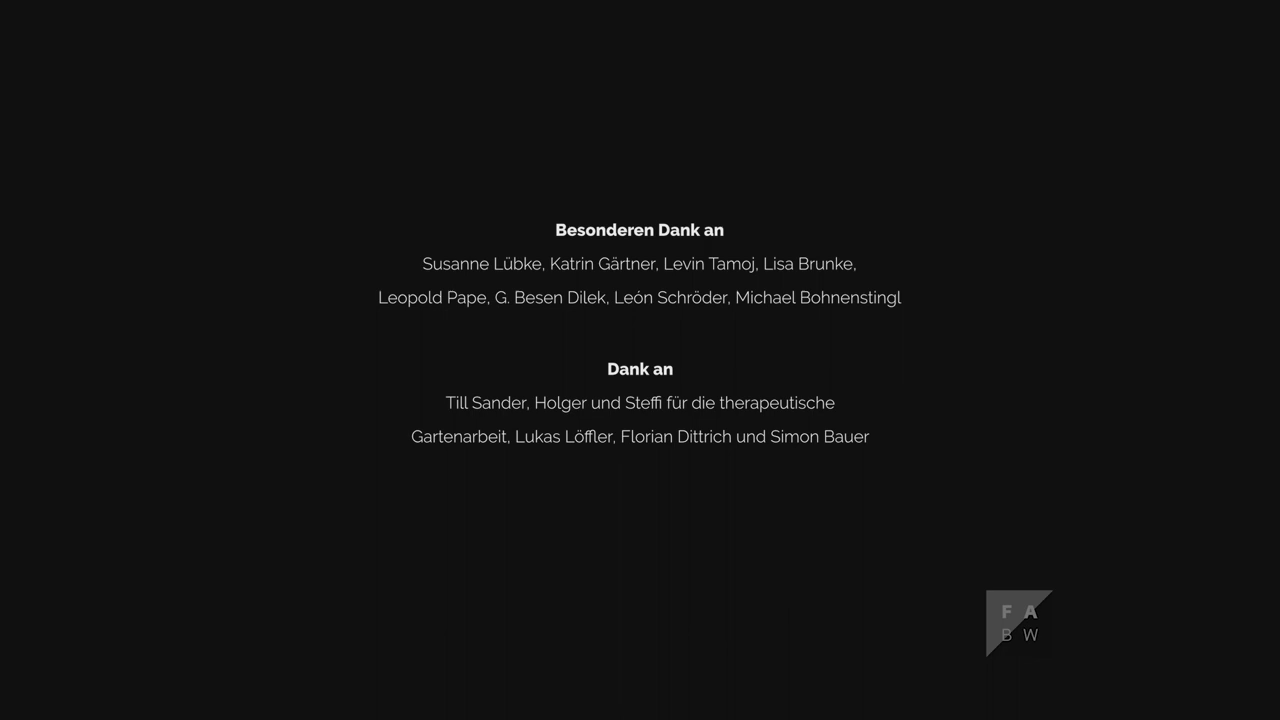 Besonderen Dank an
Susanne Lübke, Katrin Gärtner, Levin Tamoj, Lisa Brunke,
Leopold Pape, G. Besen Dilek, León Schröder, Michael Bohnenstingl
Dank an
Till Sander, Holger und Steffi für die therapeutische
Gartenarbeit, Lukas Löffler, Florian Dittrich und Simon Bauer
F A
B W